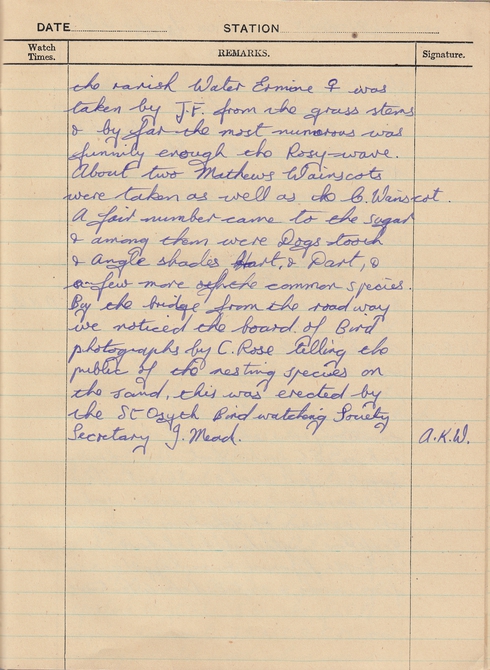 DATE STATION
Watch Times. REMARKS. Signature.
the rarish Water Ermine ♀ was
taken by J.F. from the grass stems
& by far the most numerous was
funnily enough the Rosy-wave.
About two Mathews Wainscots
were taken as well as do C. Wainscot.
A fair number came to the sugar
& among them were Dogs tooth
& Angle shades Hart, & Dart, &
a few more of the common species.
By the bridge from the roadway
we noticed the board of Bird
photographs by C. Rose telling the
public of the nesting species on
the sand, this was erected by
the St Osyth Bird watching Society
Secretary J. Mead. A.K.W.